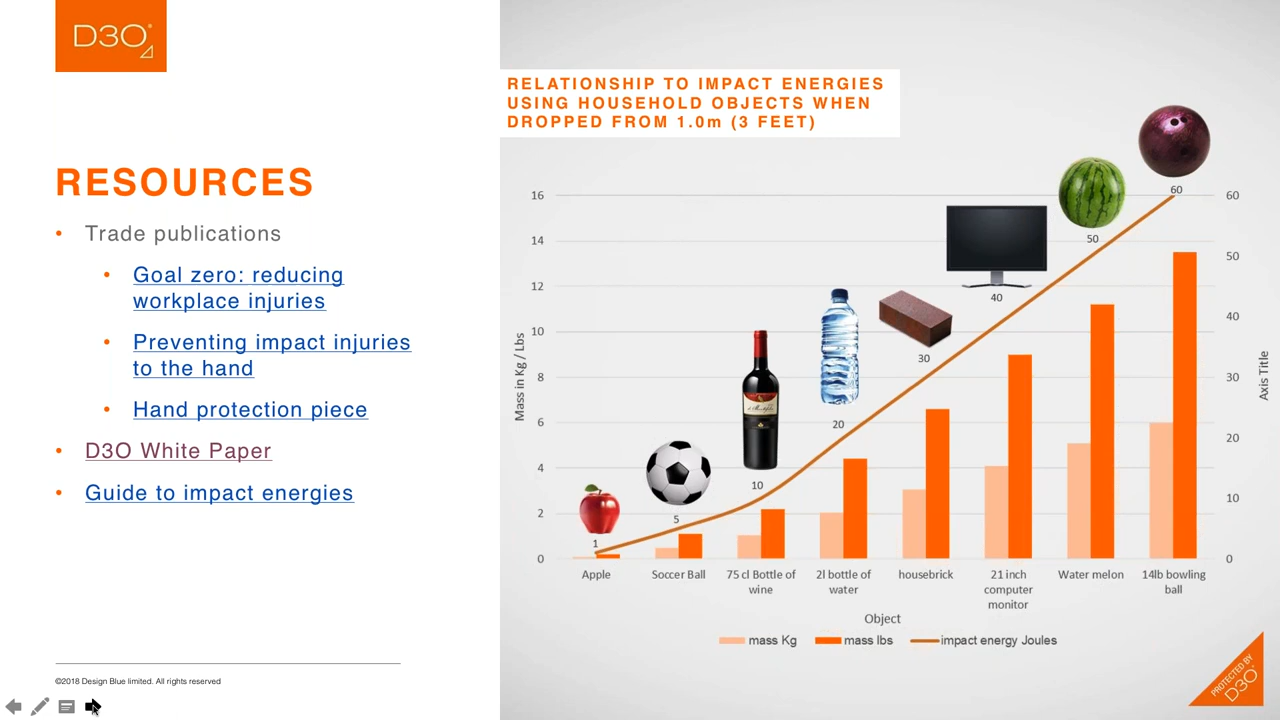 D3O
RESOURCES
• Trade publications
• Goal zero: reducing
workplace injuries
• Preventing impact injuries
to the hand
• Hand protection piece
• D3O White Paper
• Guide to impact energies
©2018 Design Blue limited. All rights reserved
RELATIONSHIP TO IMPACT ENERGIES
USING HOUSEHOLD OBJECTS WHEN
DROPPED FROM 1.0m (3 FEET)
Mass in Kg / Lbs
16
14
12
10
8
6
4
2
0
1
5
10
20
30
40
50
60
60
50
40
30
20
10
0
Axis Title
Apple
Soccer Ball
75 cl Bottle of
wine
2l bottle of
water
housebrick
21 inch
computer
monitor
Water melon
14lb bowling
ball
Object
mass Kg
mass lbs
impact energy Joules
PROTECTED BY
D3O